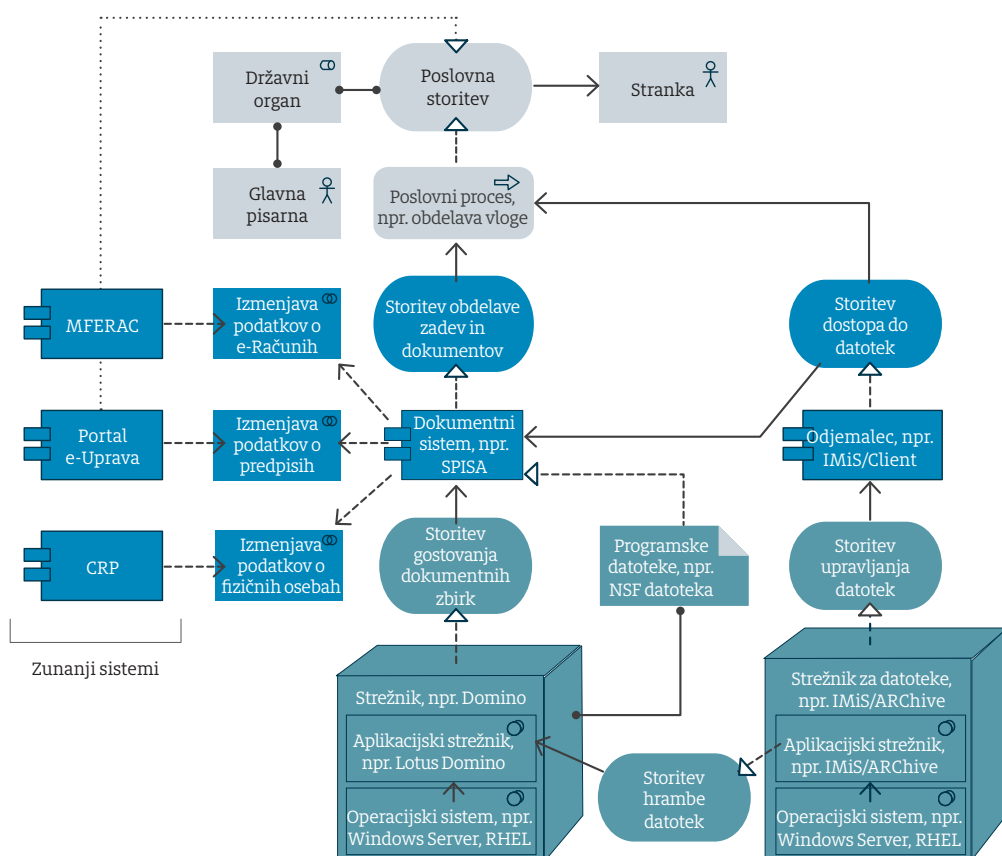 Državni
organ
Poslovna
storitev
Stranka
Glavna
pisarna
Poslovni proces,
npr. obdelava vloge
MFERAC
Izmenjava
podatkov o
e-Računih
Storitev obdelave
zadev in
dokumentov
Storitev
dostopa do
datotek
Portal
e-Uprava
Izmenjava
podatkov o
predpisih
Dokumentni
sistem, npr.
SPISA
Odjemalec, npr.
IMiS/Client
CRP
Izmenjava
podatkov o
fizičnih osebah
Storitev
gostovanja
dokumentnih
zbirk
Programske
datoteke, npr.
NSF datoteka
Storitev
upravljanja
datotek
Zunanji sistemi
Strežnik, npr. Domino
Aplikacijski strežnik,
npr. Lotus Domino
Operacijski sistem, npr.
Windows Server, RHEL
Storitev
hrambe
datotek
Strežnik za datoteke,
npr. IMiS/ARChive
Aplikacijski strežnik,
npr. IMiS/ARChive
Operacijski sistem, npr.
Windows Server, RHEL